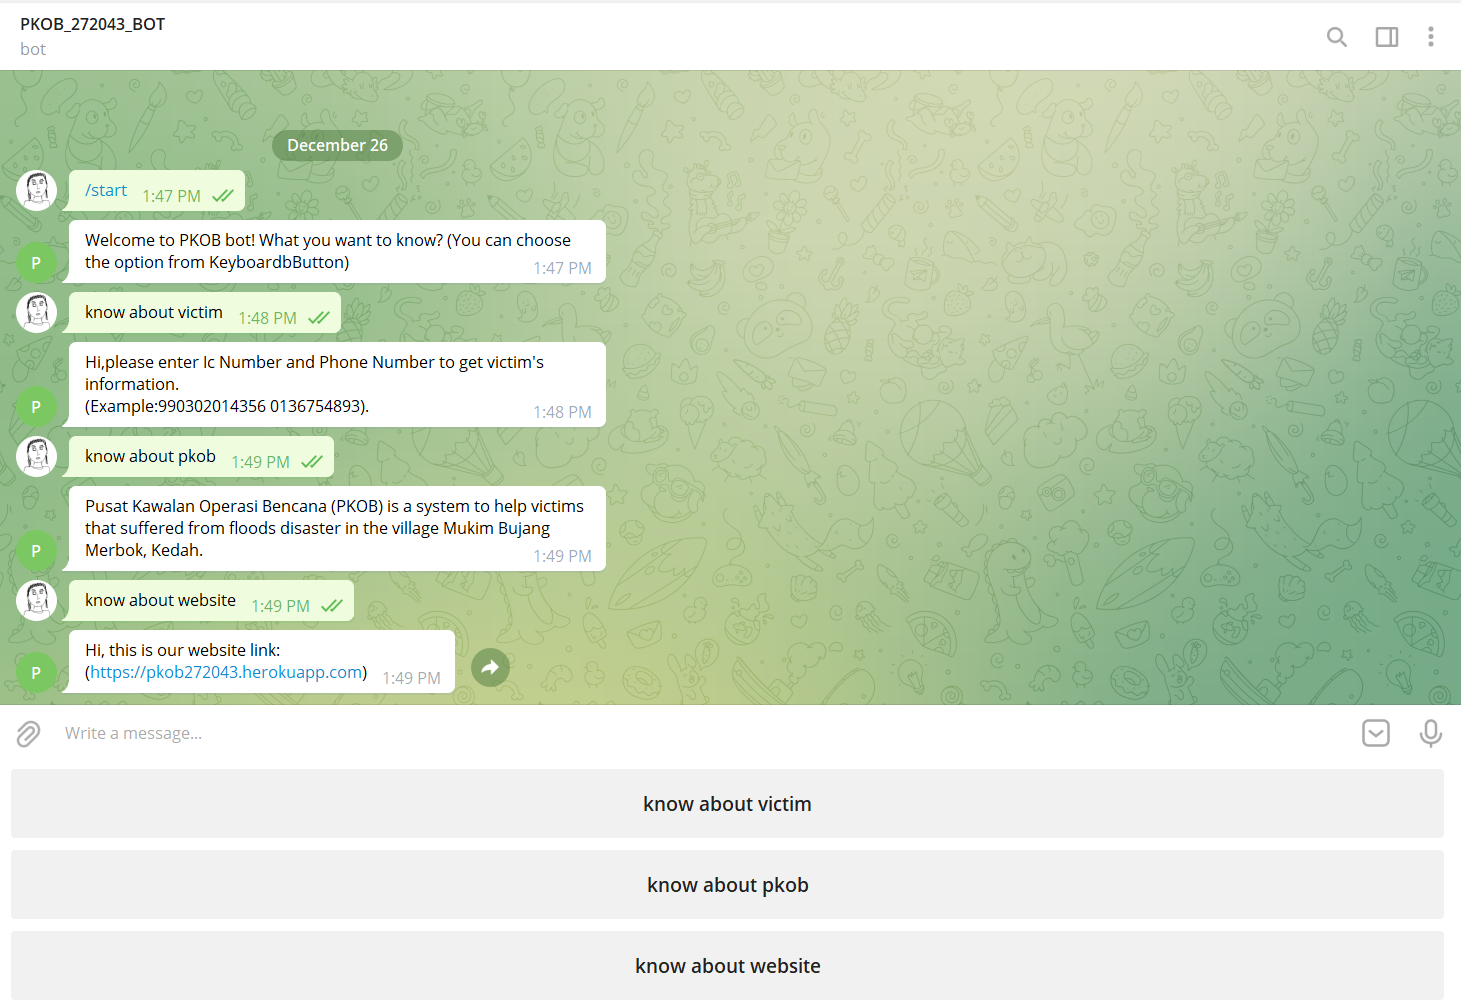 PKOB_272043_BOT
bot
December 26
/start 1:47 PM
Welcome to PKOB bot! What you want to know? (You can choose
the option from KeyboardbButton) 1:47 PM
know about victim 1:48 PM
Hi,please enter Ic Number and Phone Number to get victim's
information.
(Example:990302014356 0136754893). 1:48 PM
know about pkob 1:49 PM
Pusat Kawalan Operasi Bencana (PKOB) is a system to help victims
that suffered from floods disaster in the village Mukim Bujang
Merbok, Kedah. 1:49 PM
know about website 1:49 PM
Hi, this is our website link:
(https://pkob272043.herokuapp.com) 1:49 PM
P
P
P
P
Write a message...
know about victim
know about pkob
know about website